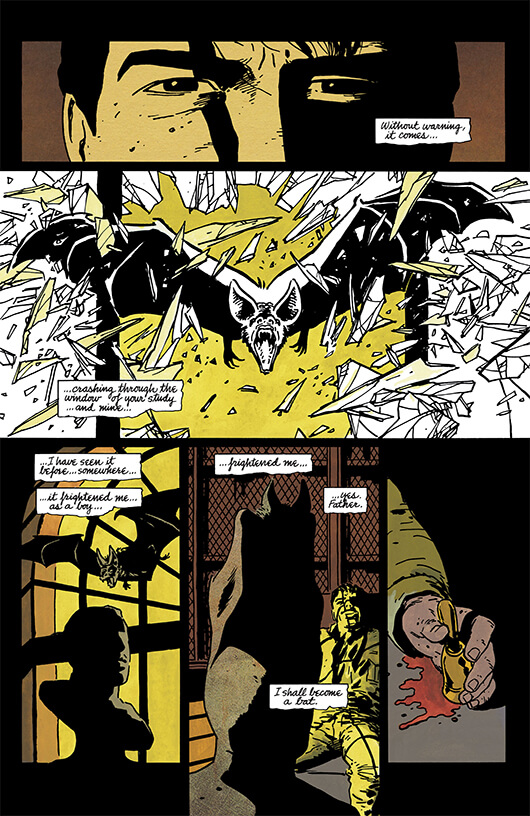 Without warning,
it comes...
...crashing through the
window of your study
...and mine...
...I have seen it
before...somewhere...
...it frightened me...
as a boy...
...frightened me...
...yes
Father.
I shall become
a bat.